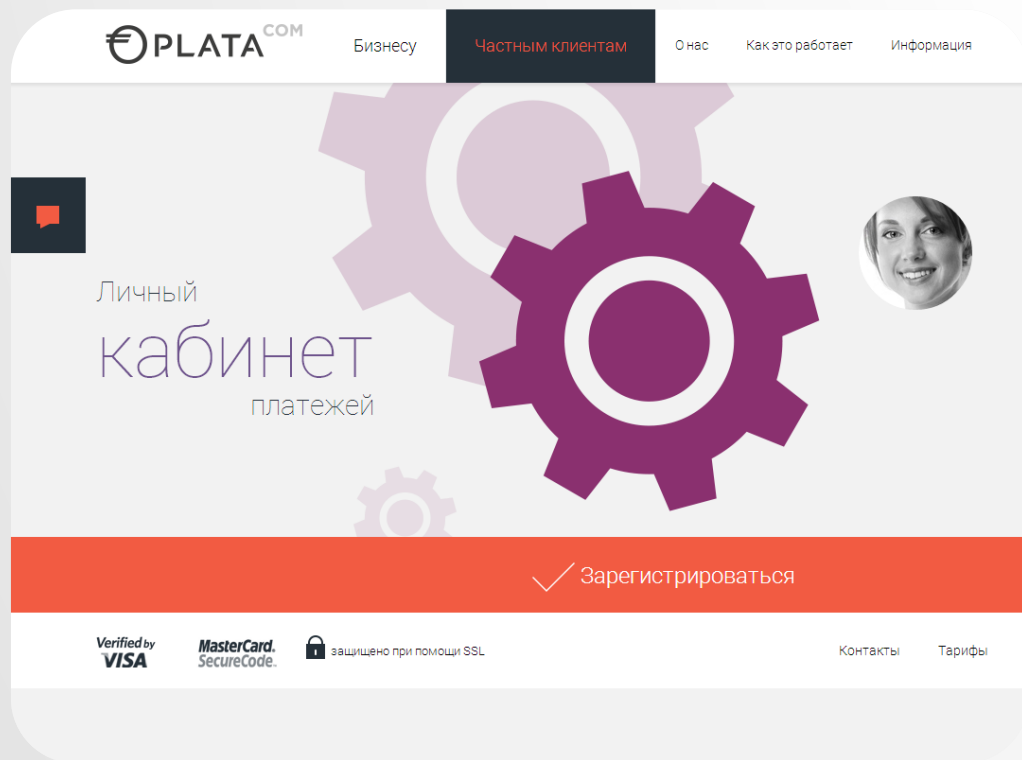 OPLATA COM
Бизнесу
Частным клиентам
О нас
Как это работает
Информация
Личный
кабинет
платежей
Зарегистрироваться
Verified by
VISA
MasterCard.
SecureCode.
защищено при помощи SSL
Контакты
Тарифы